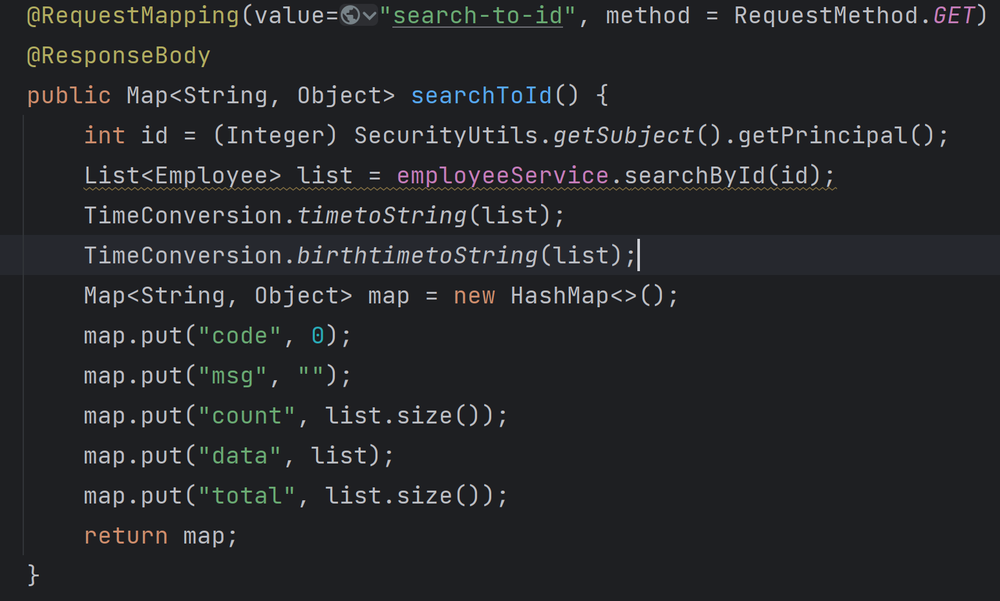 @RequestMapping(value="search-to-id", method = RequestMethod.GET)
@ResponseBody
public Map<String, Object> searchToId() {
    int id = (Integer) SecurityUtils.getSubject().getPrincipal();
    List<Employee> list = employeeService.searchById(id);
    TimeConversion.timetoString(list);
    TimeConversion.birthtimetoString(list);
    Map<String, Object> map = new HashMap<>();
    map.put("code", 0);
    map.put("msg", "");
    map.put("count", list.size());
    map.put("data", list);
    map.put("total", list.size());
    return map;
}